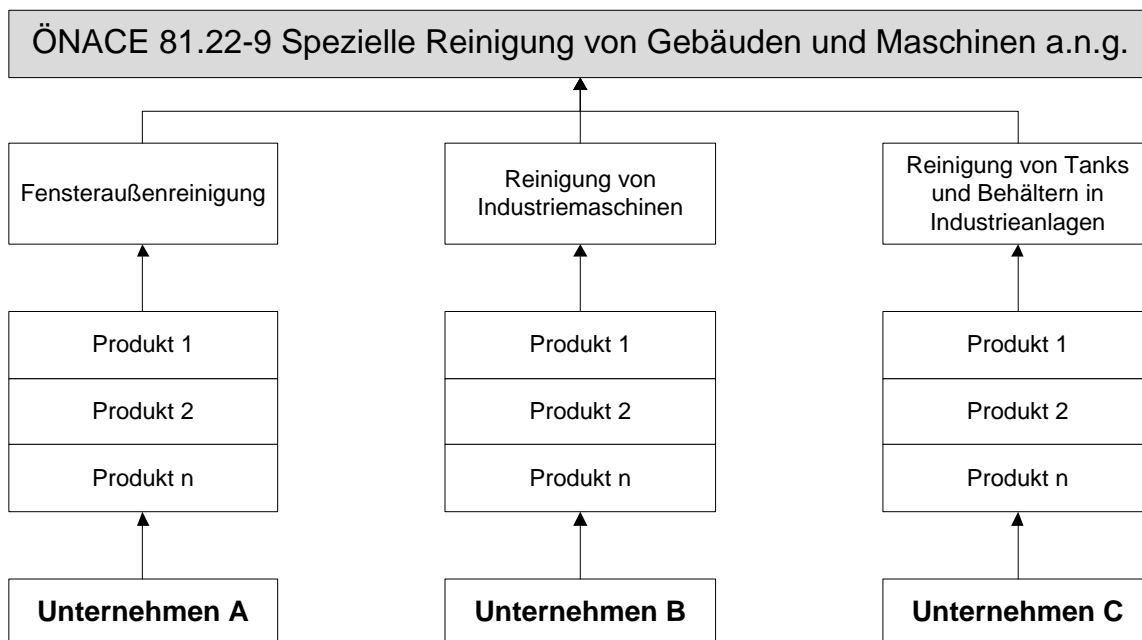 ÖNACE 81.22-9 Spezielle Reinigung von Gebäuden und Maschinen a.n.g.
Fensteraußenreinigung
Reinigung von
Industriemaschinen
Reinigung von Tanks
und Behältern in
Industrieanlagen
Produkt 1
Produkt 1
Produkt 1
Produkt 2
Produkt 2
Produkt 2
Produkt n
Produkt n
Produkt n
Unternehmen A
Unternehmen B
Unternehmen C